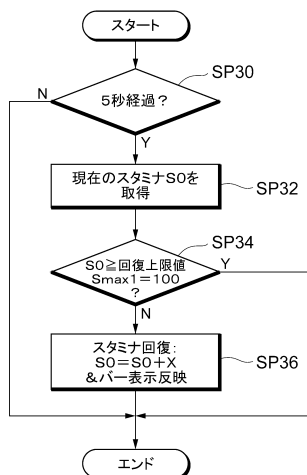 スタート
SP30
N
5秒経過？
Y
現在のスタミナS0を
取得
SP32
SP34
S0≧回復上限値
Smax1＝100
？
Y
N
スタミナ回復：
S0＝S0＋X
＆バー表示反映
SP36
エンド